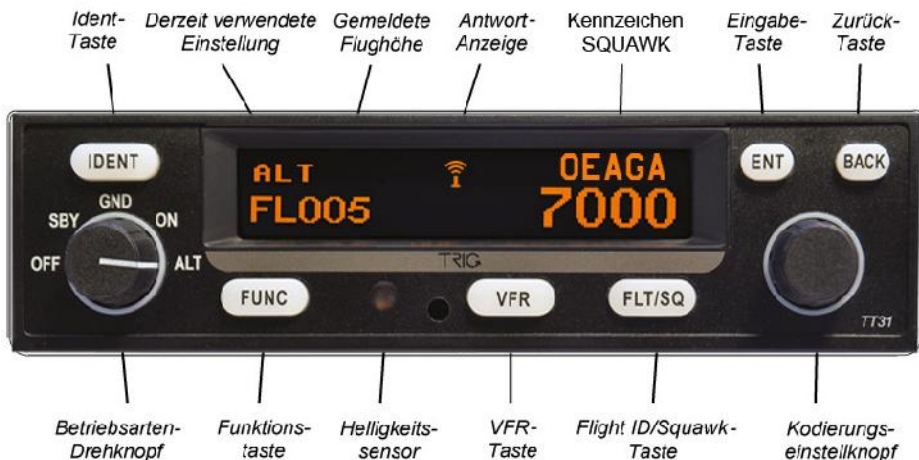 Ident-
Taste
Derzeit verwendete
Einstellung
Gemeldete
Flughöhe
Antwort-
Anzeige
Kennzeichen
SQUAWK
Eingabe-
Taste
Zurück-
Taste
IDENT
ALT
OEAGA
ENT
BACK
FL005
7000
OFF
SBY
GND
ON
ALT
TRIG
FUNC
VFR
FLT/SQ
TT31
Betriebsarten-
Drehknopf
Funktions-
taste
Helligkeits-
sensor
VFR-
Taste
Flight ID/Squawk-
Taste
Kodierungs-
einstellknopf